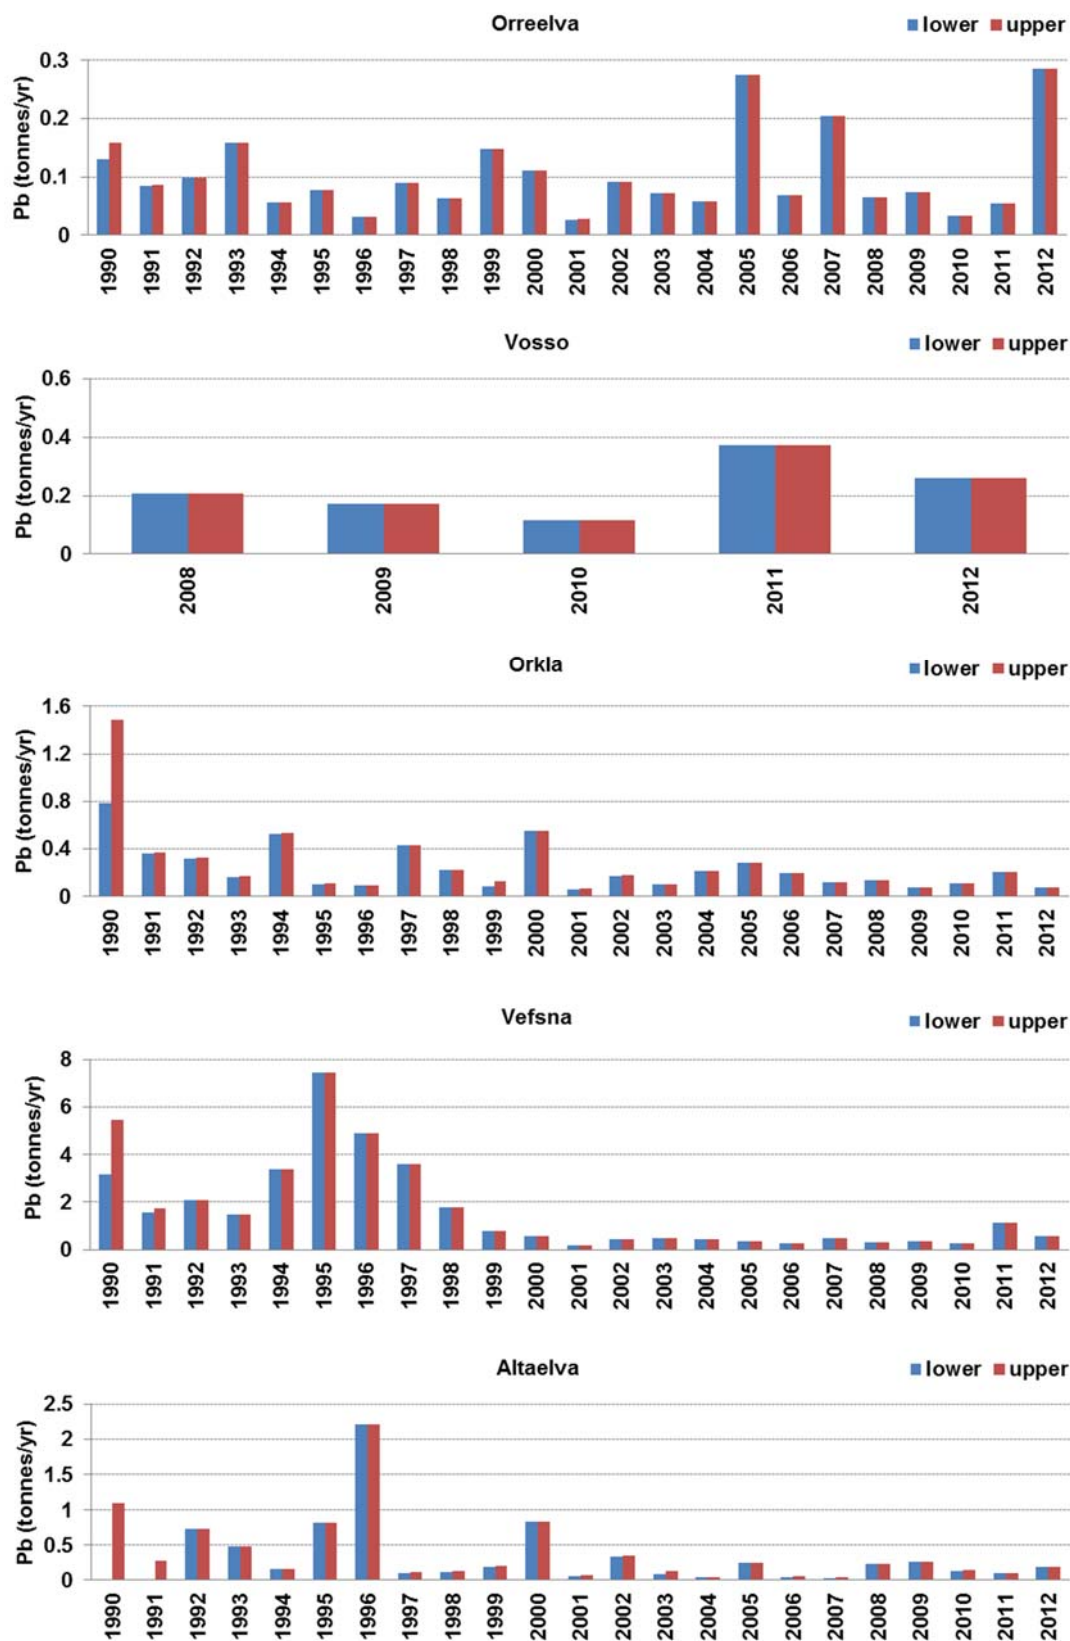 Orreelva
lower upper
Pb (tonnes/yr)
0.3
0.2
0.1
0
1990 1991 1992 1993 1994 1995 1996 1997 1998 1999 2000 2001 2002 2003 2004 2005 2006 2007 2008 2009 2010 2011 2012
Vosso
lower upper
Pb (tonnes/yr)
0.6
0.4
0.2
0
2008 2009 2010 2011 2012
Orkla
lower upper
Pb (tonnes/yr)
1.6
1.2
0.8
0.4
0
1990 1991 1992 1993 1994 1995 1996 1997 1998 1999 2000 2001 2002 2003 2004 2005 2006 2007 2008 2009 2010 2011 2012
Vefsna
lower upper
Pb (tonnes/yr)
8
6
4
2
0
1990 1991 1992 1993 1994 1995 1996 1997 1998 1999 2000 2001 2002 2003 2004 2005 2006 2007 2008 2009 2010 2011 2012
Altaelva
lower upper
Pb (tonnes/yr)
2.5
2
1.5
1
0.5
0
1990 1991 1992 1993 1994 1995 1996 1997 1998 1999 2000 2001 2002 2003 2004 2005 2006 2007 2008 2009 2010 2011 2012